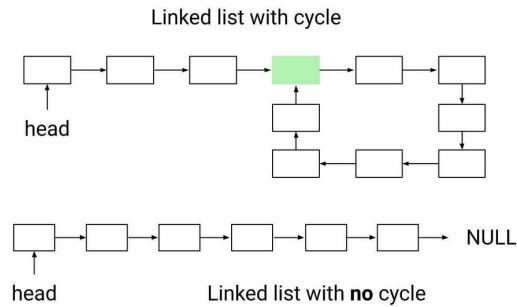 Linked list with cycle
head
NULL
head
Linked list with no cycle